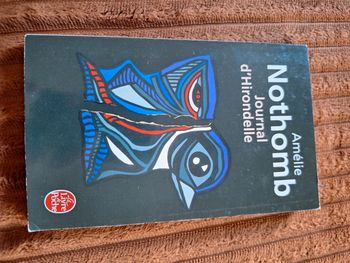 Amélie
Nothomb
Journal
d'Hirondelle
Le
Livre
de
Poche